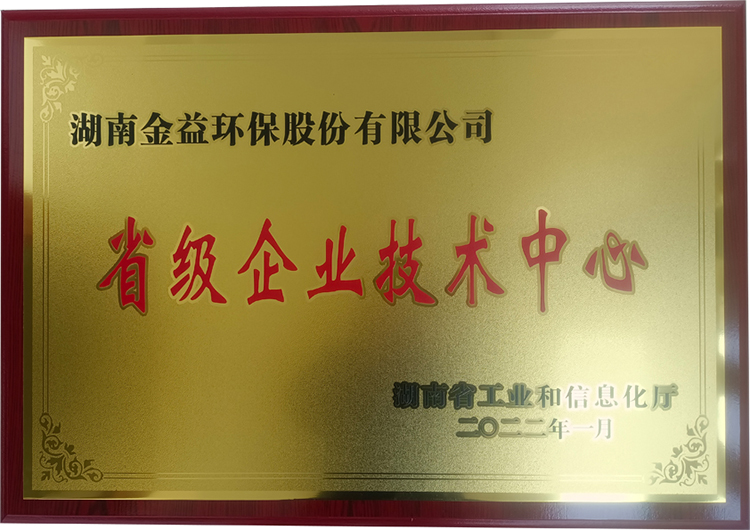 湖南金益环保股份有限公司
省级企业技术中心
湖南省工业和信息化厅
二〇二二年一月